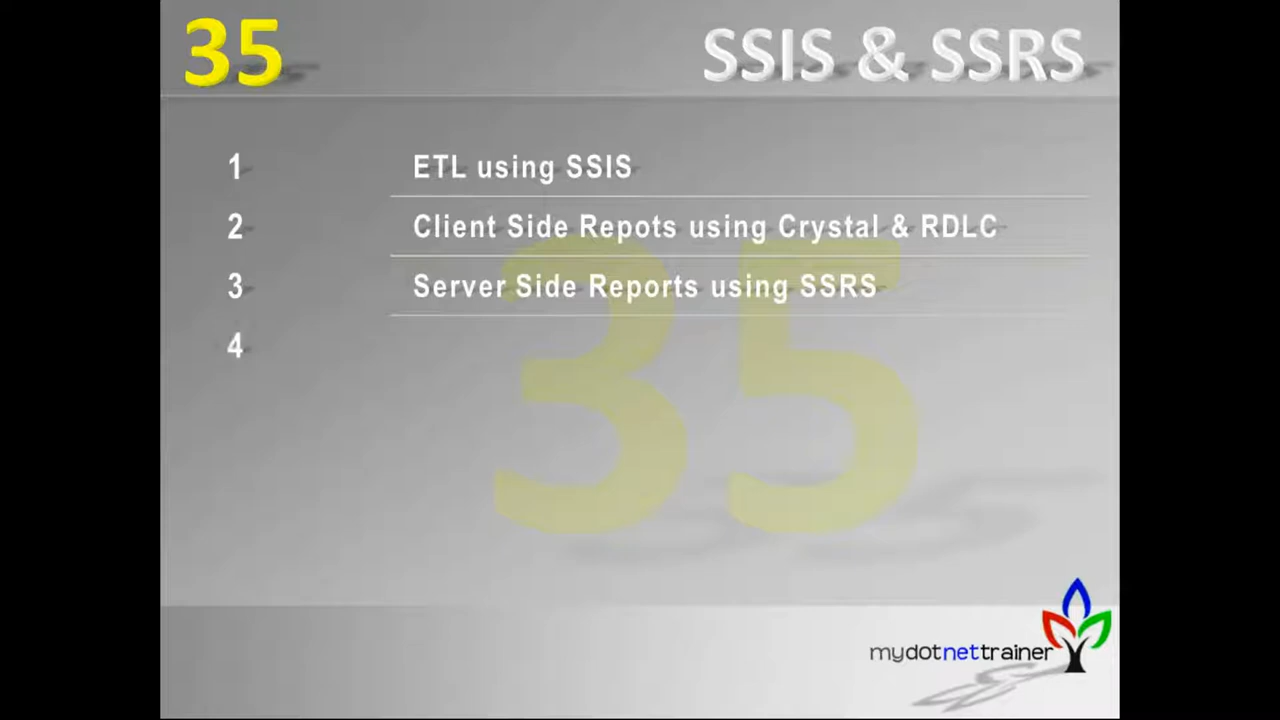 35
SSIS & SSRS
1 ETL using SSIS
2 Client Side Repots using Crystal & RDLC
3 Server Side Reports using SSRS
4
35
mydotnettrainer